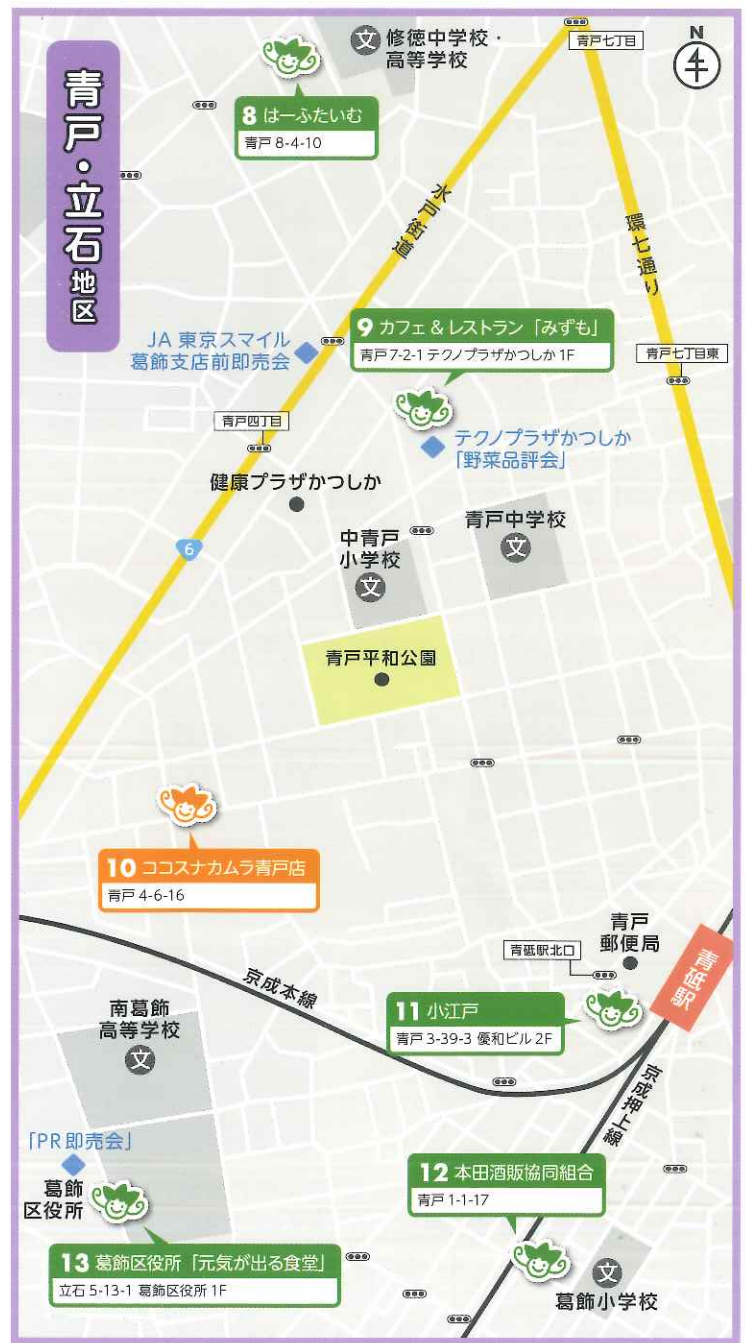 青戸・立石地区
修徳中学校・
高等学校
文
青戸七丁目
N
8 はーふたいむ
青戸 8-4-10
水戸街道
環七通り
JA 東京スマイル
葛飾支店前即売会
9 カフェ & レストラン「みずも」
青戸 7-2-1 テクノプラザかつしか 1F
青戸七丁目東
青戸四丁目
テクノプラザかつしか
「野菜品評会」
健康プラザかつしか
6
中青戸
小学校
文
青戸中学校
文
青戸平和公園
10 ココスナカムラ青戸店
青戸 4-6-16
青戸
郵便局
青砥駅北口
青砥駅
京成本線
南葛飾
高等学校
文
11 小江戸
青戸 3-39-3 優和ビル 2F
京成押上線
「PR 即売会」
葛飾
区役所
12 本田酒販協同組合
青戸 1-1-17
13 葛飾区役所「元気が出る食堂」
立石 5-13-1 葛飾区役所 1F
文
葛飾小学校